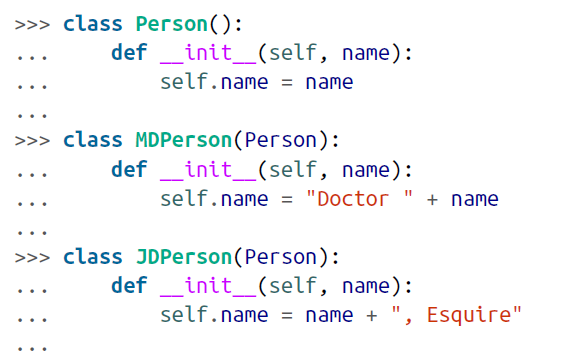 >>> class Person():
...     def __init__(self, name):
...         self.name = name
...
>>> class MDPerson(Person):
...     def __init__(self, name):
...         self.name = "Doctor " + name
...
>>> class JDPerson(Person):
...     def __init__(self, name):
...         self.name = name + ", Esquire"
...